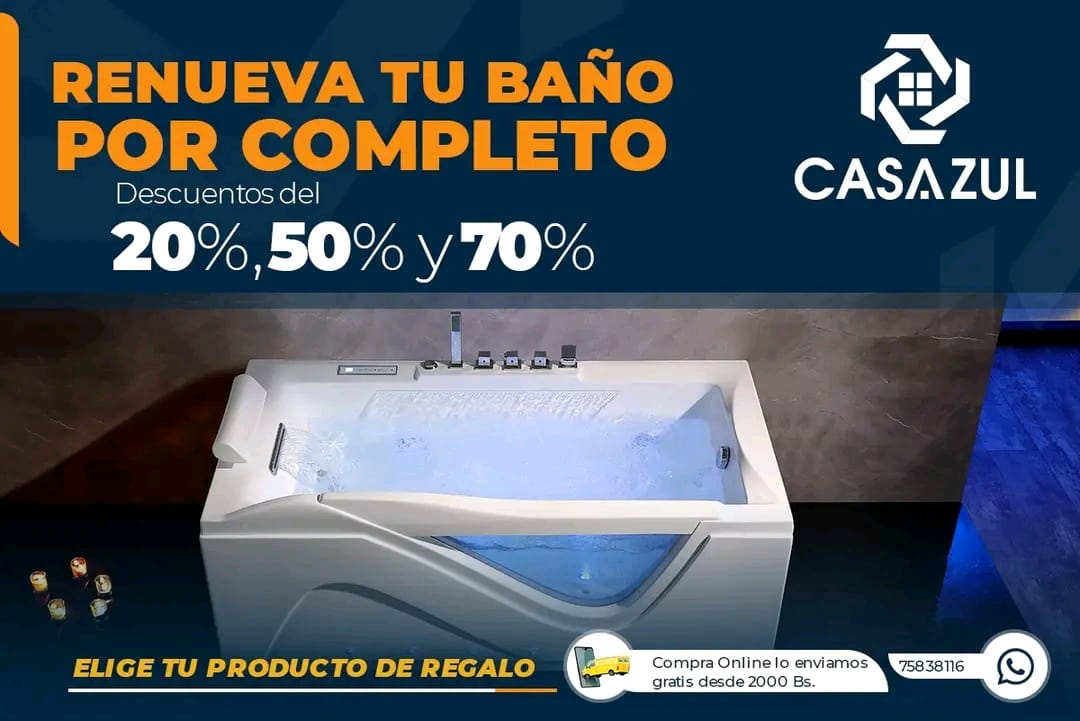 RENUEVA TU BAÑO
POR COMPLETO
Descuentos del
20%, 50% y 70%
CASAZUL
ELIGE TU PRODUCTO DE REGALO
Compra Online lo enviamos
gratis desde 2000 Bs.
75838116